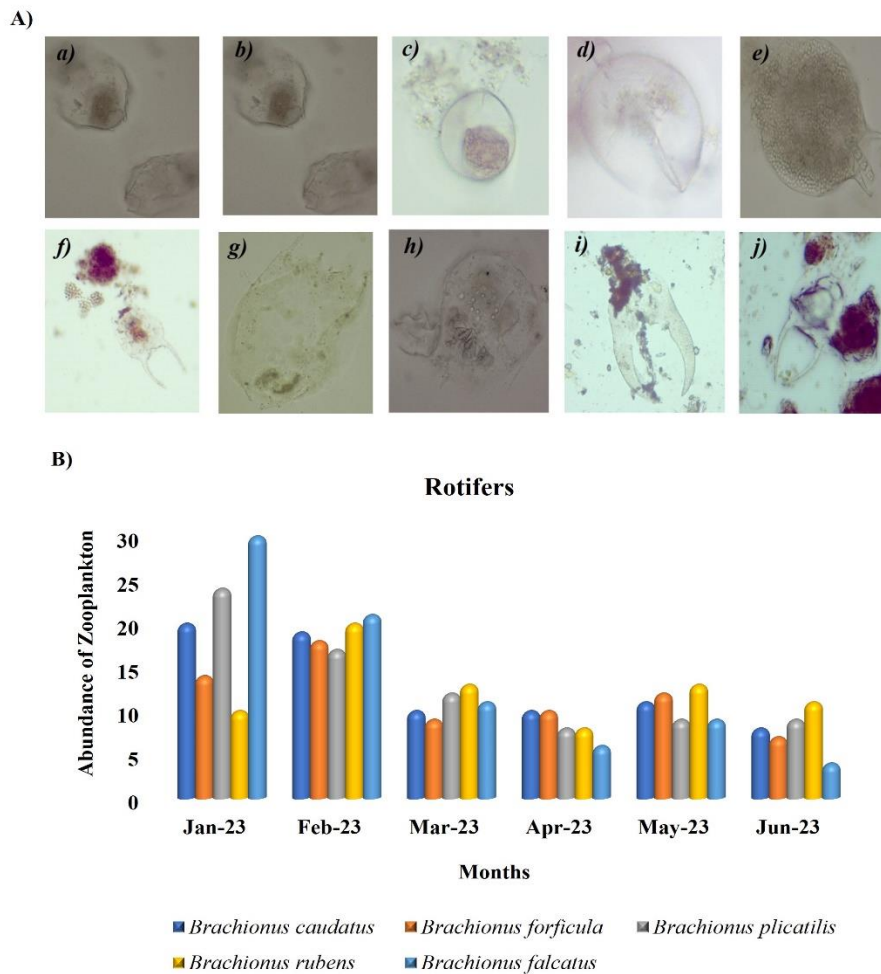 A)
a) b) c) d) e)
f) g) h) i) j)
B)
Rotifers
Abundance of Zooplankton
30
25
20
15
10
5
0
Jan-23 Feb-23 Mar-23 Apr-23 May-23 Jun-23
Months
Brachionus caudatus Brachionus forficula Brachionus plicatilis
Brachionus rubens Brachionus falcatus